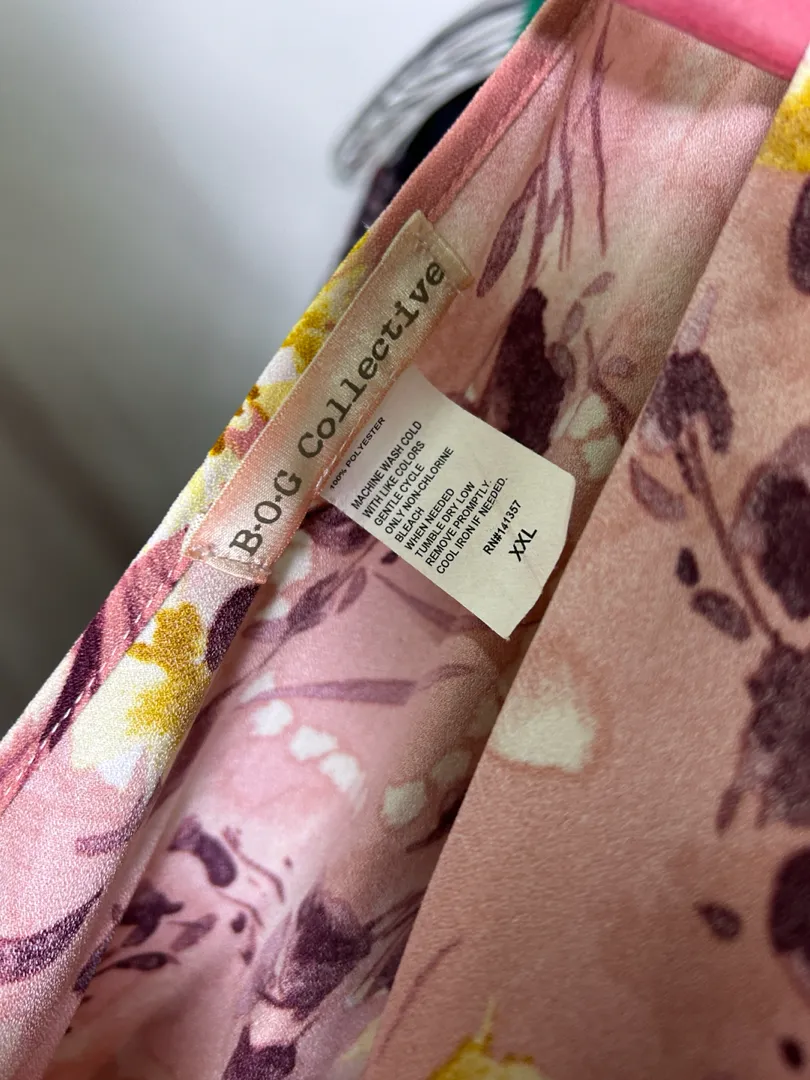 B·O·G Collective
100% POLYESTER
MACHINE WASH COLD
WITH LIKE COLORS
GENTLE CYCLE
ONLY NON-CHLORINE
BLEACH
WHEN NEEDED
TUMBLE DRY LOW
REMOVE PROMPTLY.
COOL IRON IF NEEDED.
RN#141357
XXL